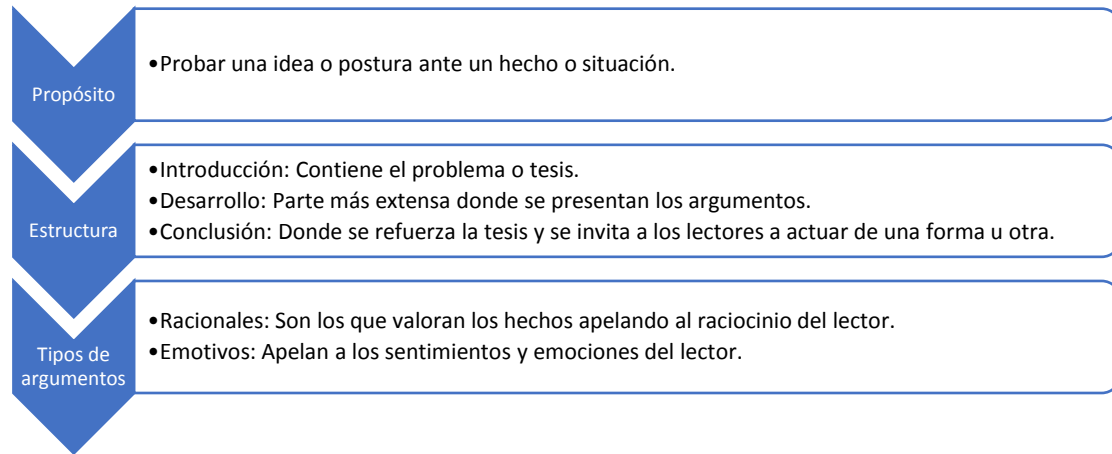 Propósito
•Probar una idea o postura ante un hecho o situación.
Estructura
•Introducción: Contiene el problema o tesis.
•Desarrollo: Parte más extensa donde se presentan los argumentos.
•Conclusión: Donde se refuerza la tesis y se invita a los lectores a actuar de una forma u otra.
Tipos de
argumentos
•Racionales: Son los que valoran los hechos apelando al raciocinio del lector.
•Emotivos: Apelan a los sentimientos y emociones del lector.